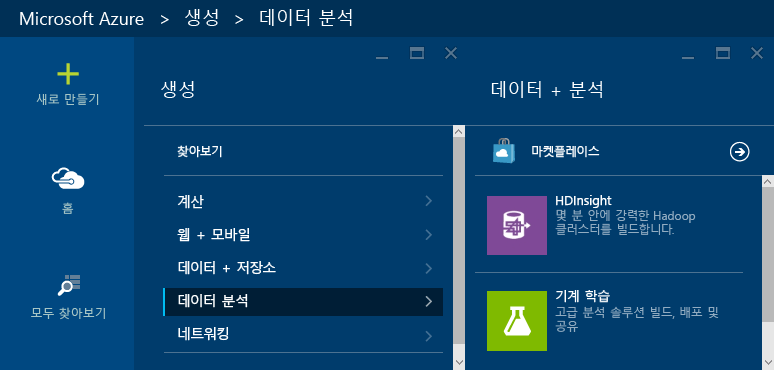 Microsoft Azure > 생성 > 데이터 분석
새로 만들기
홈
모두 찾아보기
생성
찾아보기
계산
웹 + 모바일
데이터 + 저장소
데이터 분석
네트워킹
데이터 + 분석
마켓플레이스
HDInsight
몇 분 안에 강력한 Hadoop
클러스터를 빌드합니다.
기계 학습
고급 분석 솔루션 빌드, 배포 및
공유